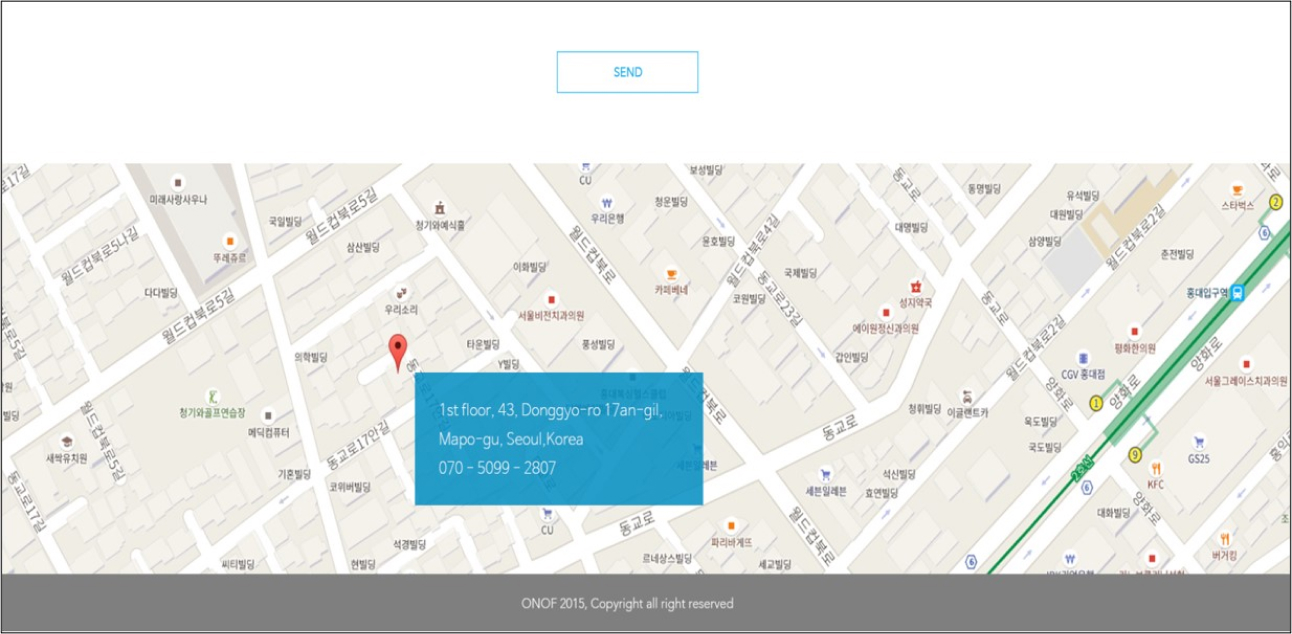 SEND
로17길
미래사랑사우나
국일빌딩
월드컵북로5길
청기와예식홀
CU
우리은행
보성빌딩
청운빌딩
동교로
동명빌딩
유석빌딩
대원빌딩
스타벅스
2
6
월드컵북로5나길
뚜레쥬르
삼산빌딩
이화빌딩
월드컵북로
윤호빌딩
월드컵북로4길
대명빌딩
삼양빌딩
월드컵북로2길
춘전빌딩
다다빌딩
월드컵북로5길
우리소리
서울비전치과의원
카페베네
코원빌딩
국제빌딩
동교로23길
성지약국
에이원정신과의원
동교로
홍대입구역
의학빌딩
타운빌딩
Y빌딩
풍성빌딩
갑인빌딩
월드컵북로2길
평화한의원
CGV 홍대점
양화로
서울그레이스치과의원
청기와골프연습장
메딕컴퓨터
월드컵북로5길
새싹유치원
기훈빌딩
동교로17안길
코위버빌딩
1st floor, 43, Donggyo-ro 17an-gil,
Mapo-gu, Seoul,Korea
070 - 5099 - 2807
동교로
청휘빌딩
이글렌트카
양화로
1
욱도빌딩
국도빌딩
9
GS25
KFC
세븐일레븐
석신빌딩
효연빌딩
2호선
6
양화로
대화빌딩
버거킹
동교로17길
석경빌딩
씨티빌딩
현빌딩
CU
동교로
파리바게뜨
르네상스빌딩
세교빌딩
월드컵북로
6
ONOF 2015, Copyright all right reserved